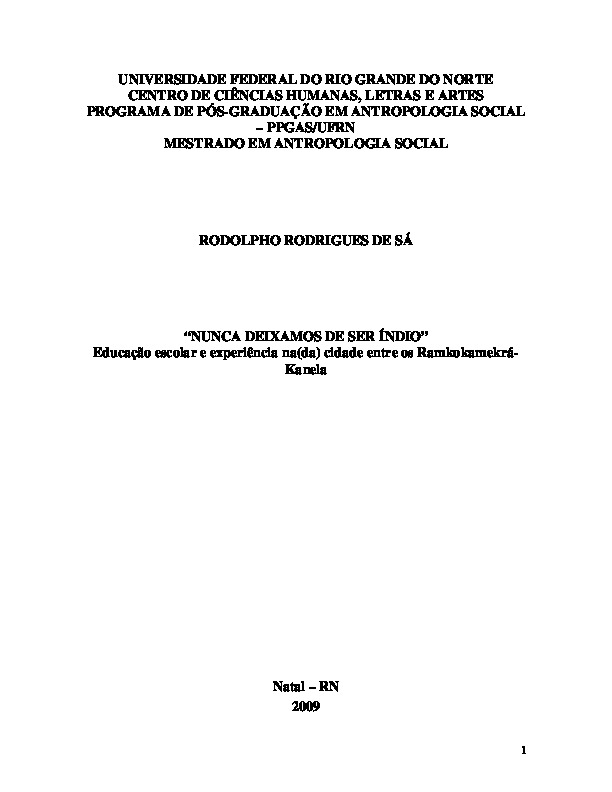 UNIVERSIDADE FEDERAL DO RIO GRANDE DO NORTE
CENTRO DE CIÊNCIAS HUMANAS, LETRAS E ARTES
PROGRAMA DE PÓS-GRADUAÇÃO EM ANTROPOLOGIA SOCIAL
– PPGAS/UFRN
MESTRADO EM ANTROPOLOGIA SOCIAL
RODOLPHO RODRIGUES DE SÁ
“NUNCA DEIXAMOS DE SER ÍNDIO”
Educação escolar e experiência na(da) cidade entre os Ramkokamekrá-
Kanela
Natal – RN
2009
1